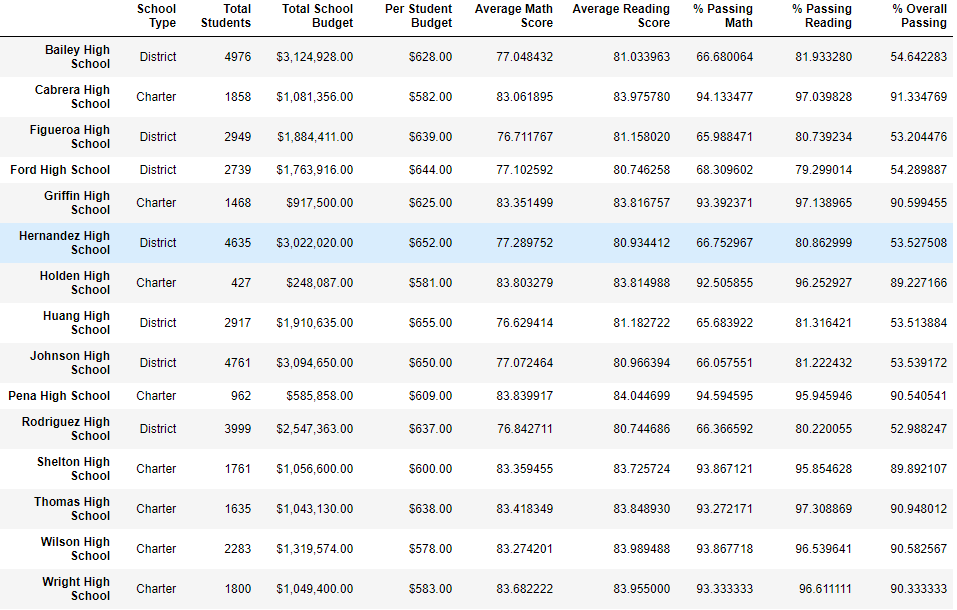 School Type Total Students Total School Budget Per Student Budget Average Math Score Average Reading Score % Passing Math % Passing Reading % Overall Passing
Bailey High School District 4976 $3,124,928.00 $628.00 77.048432 81.033963 66.680064 81.933280 54.642283
Cabrera High School Charter 1858 $1,081,356.00 $582.00 83.061895 83.975780 94.133477 97.039828 91.334769
Figueroa High School District 2949 $1,884,411.00 $639.00 76.711767 81.158020 65.988471 80.739234 53.204476
Ford High School District 2739 $1,763,916.00 $644.00 77.102592 80.746258 68.309602 79.299014 54.289887
Griffin High School Charter 1468 $917,500.00 $625.00 83.351499 83.816757 93.392371 97.138965 90.599455
Hernandez High School District 4635 $3,022,020.00 $652.00 77.289752 80.934412 66.752967 80.862999 53.527508
Holden High School Charter 427 $248,087.00 $581.00 83.803279 83.814988 92.505855 96.252927 89.227166
Huang High School District 2917 $1,910,635.00 $655.00 76.629414 81.182722 65.683922 81.316421 53.513884
Johnson High School District 4761 $3,094,650.00 $650.00 77.072464 80.966394 66.057551 81.222432 53.539172
Pena High School Charter 962 $585,858.00 $609.00 83.839917 84.044699 94.594595 95.945946 90.540541
Rodriguez High School District 3999 $2,547,363.00 $637.00 76.842711 80.744686 66.366592 80.220055 52.988247
Shelton High School Charter 1761 $1,056,600.00 $600.00 83.359455 83.725724 93.867121 95.854628 89.892107
Thomas High School Charter 1635 $1,043,130.00 $638.00 83.418349 83.848930 93.272171 97.308869 90.948012
Wilson High School Charter 2283 $1,319,574.00 $578.00 83.274201 83.989488 93.867718 96.539641 90.582567
Wright High School Charter 1800 $1,049,400.00 $583.00 83.682222 83.955000 93.333333 96.611111 90.333333